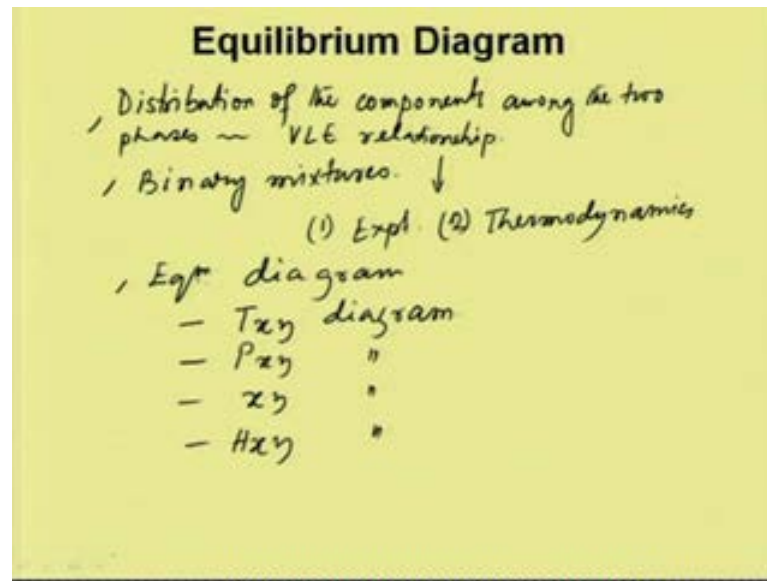 Equilibrium Diagram
, Distribution of the components among the two
phases ~ VLE relationship.
, Binary mixtures. ↓
(1) Expt. (2) Thermodynamics
, Eqm diagram
– Txy diagram
– Pxy "
– xy "
– Hxy "